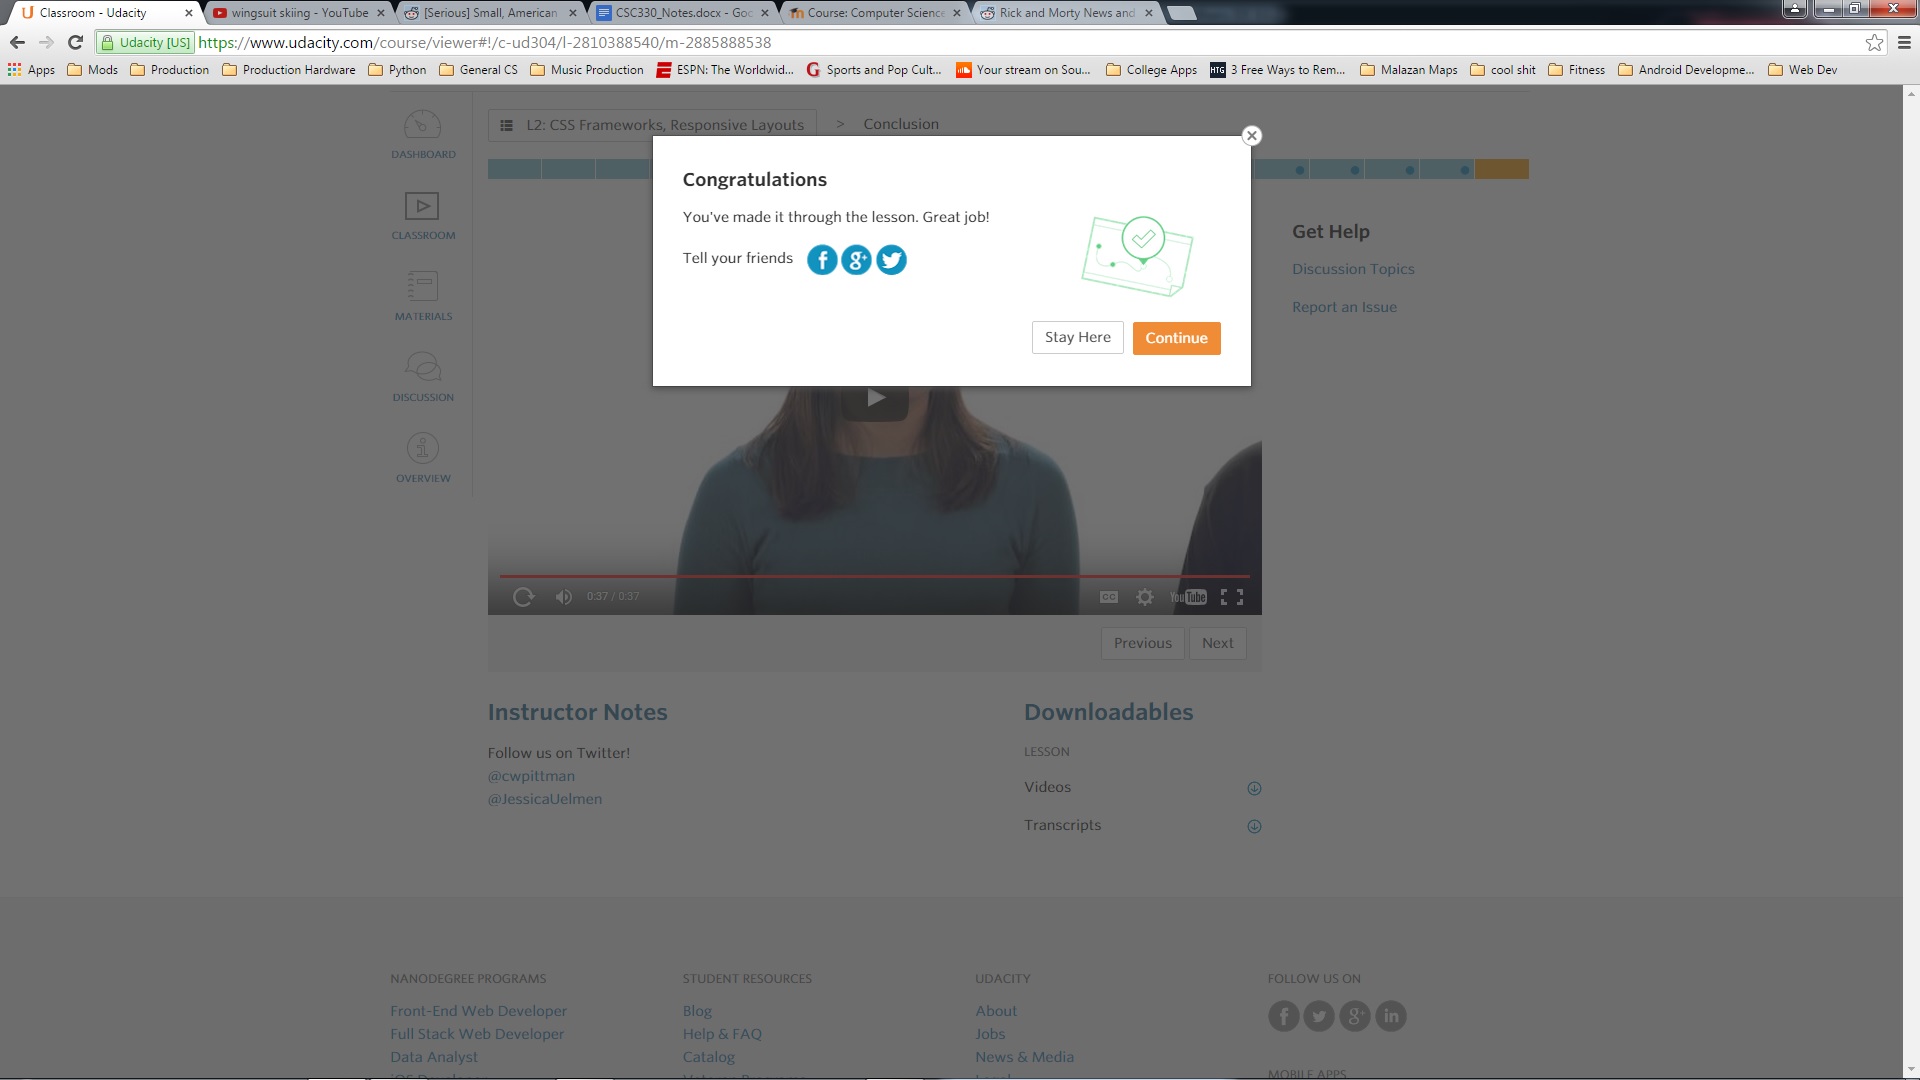 Classroom - Udacity
wingsuit skiing - YouTube
[Serious] Small, American
CSC330_Notes.docx - Goo
Course: Computer Science
Rick and Morty News and
Udacity [US]
https://www.udacity.com/course/viewer#!/c-ud304/l-2810388540/m-2885888538
Apps
Mods
Production
Production Hardware
Python
General CS
Music Production
ESPN: The Worldwid...
Sports and Pop Cult...
Your stream on Sou...
College Apps
HTG
3 Free Ways to Rem...
Malazan Maps
cool shit
Fitness
Android Developme...
Web Dev
DASHBOARD
CLASSROOM
MATERIALS
DISCUSSION
OVERVIEW
L2: CSS Frameworks, Responsive Layouts > Conclusion
Congratulations
You've made it through the lesson. Great job!
Tell your friends
Stay Here
Continue
Get Help
Discussion Topics
Report an Issue
0:37 / 0:37
CC
YouTube
Previous
Next
Instructor Notes
Follow us on Twitter!
@cwpittman
@JessicaUelmen
Downloadables
LESSON
Videos
Transcripts
NANODEGREE PROGRAMS
Front-End Web Developer
Full Stack Web Developer
Data Analyst
STUDENT RESOURCES
Blog
Help & FAQ
Catalog
UDACITY
About
Jobs
News & Media
FOLLOW US ON
MOBILE APPS